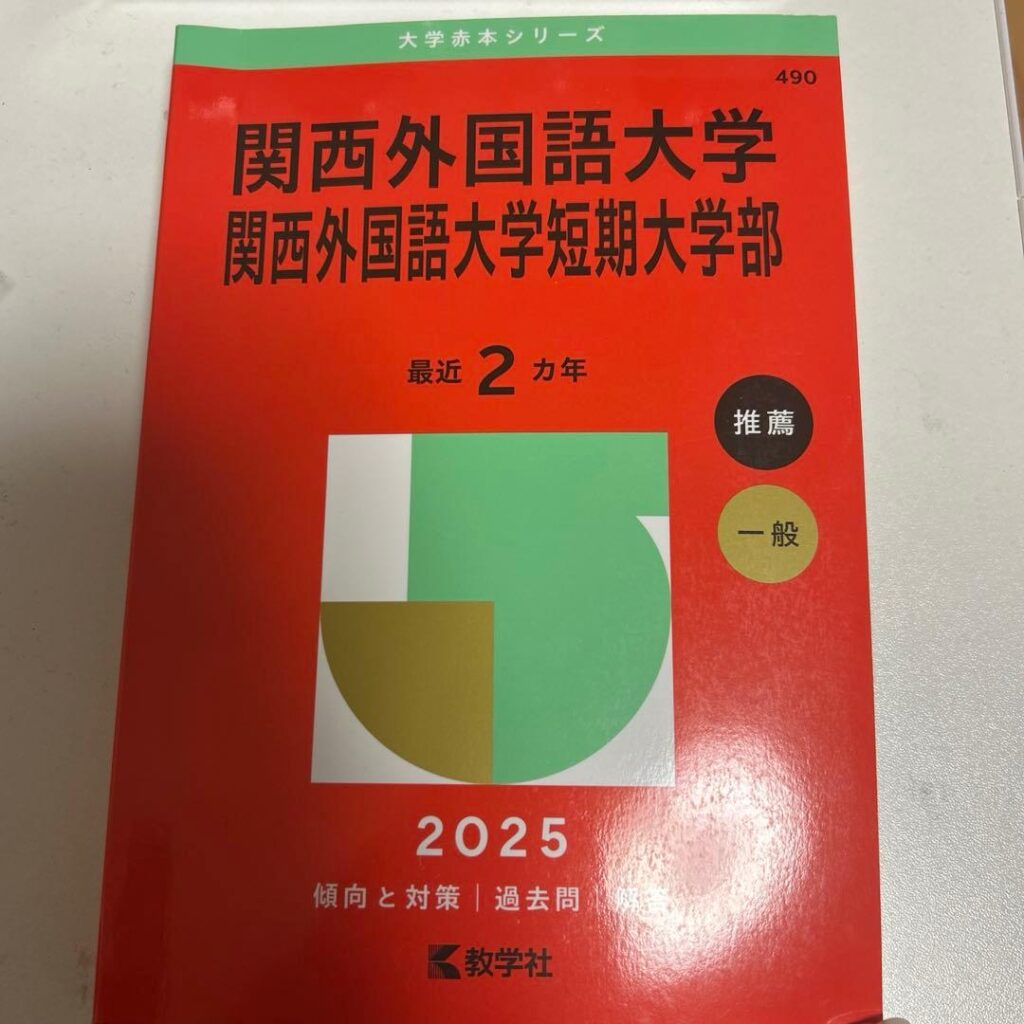 大学赤本シリーズ
490
関西外国語大学
関西外国語大学短期大学部
最近2カ年
推薦
一般
2025
傾向と対策|過去問 解答
教学社